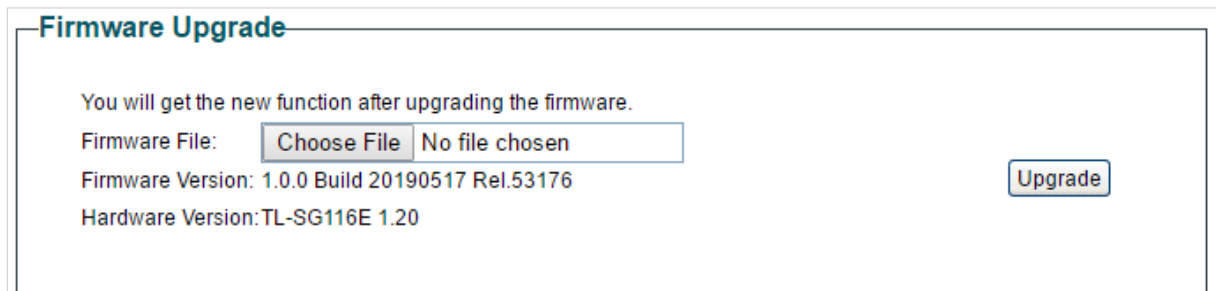 Firmware Upgrade
You will get the new function after upgrading the firmware.
Firmware File: Choose File No file chosen
Firmware Version: 1.0.0 Build 20190517 Rel.53176
Upgrade
Hardware Version:TL-SG116E 1.20